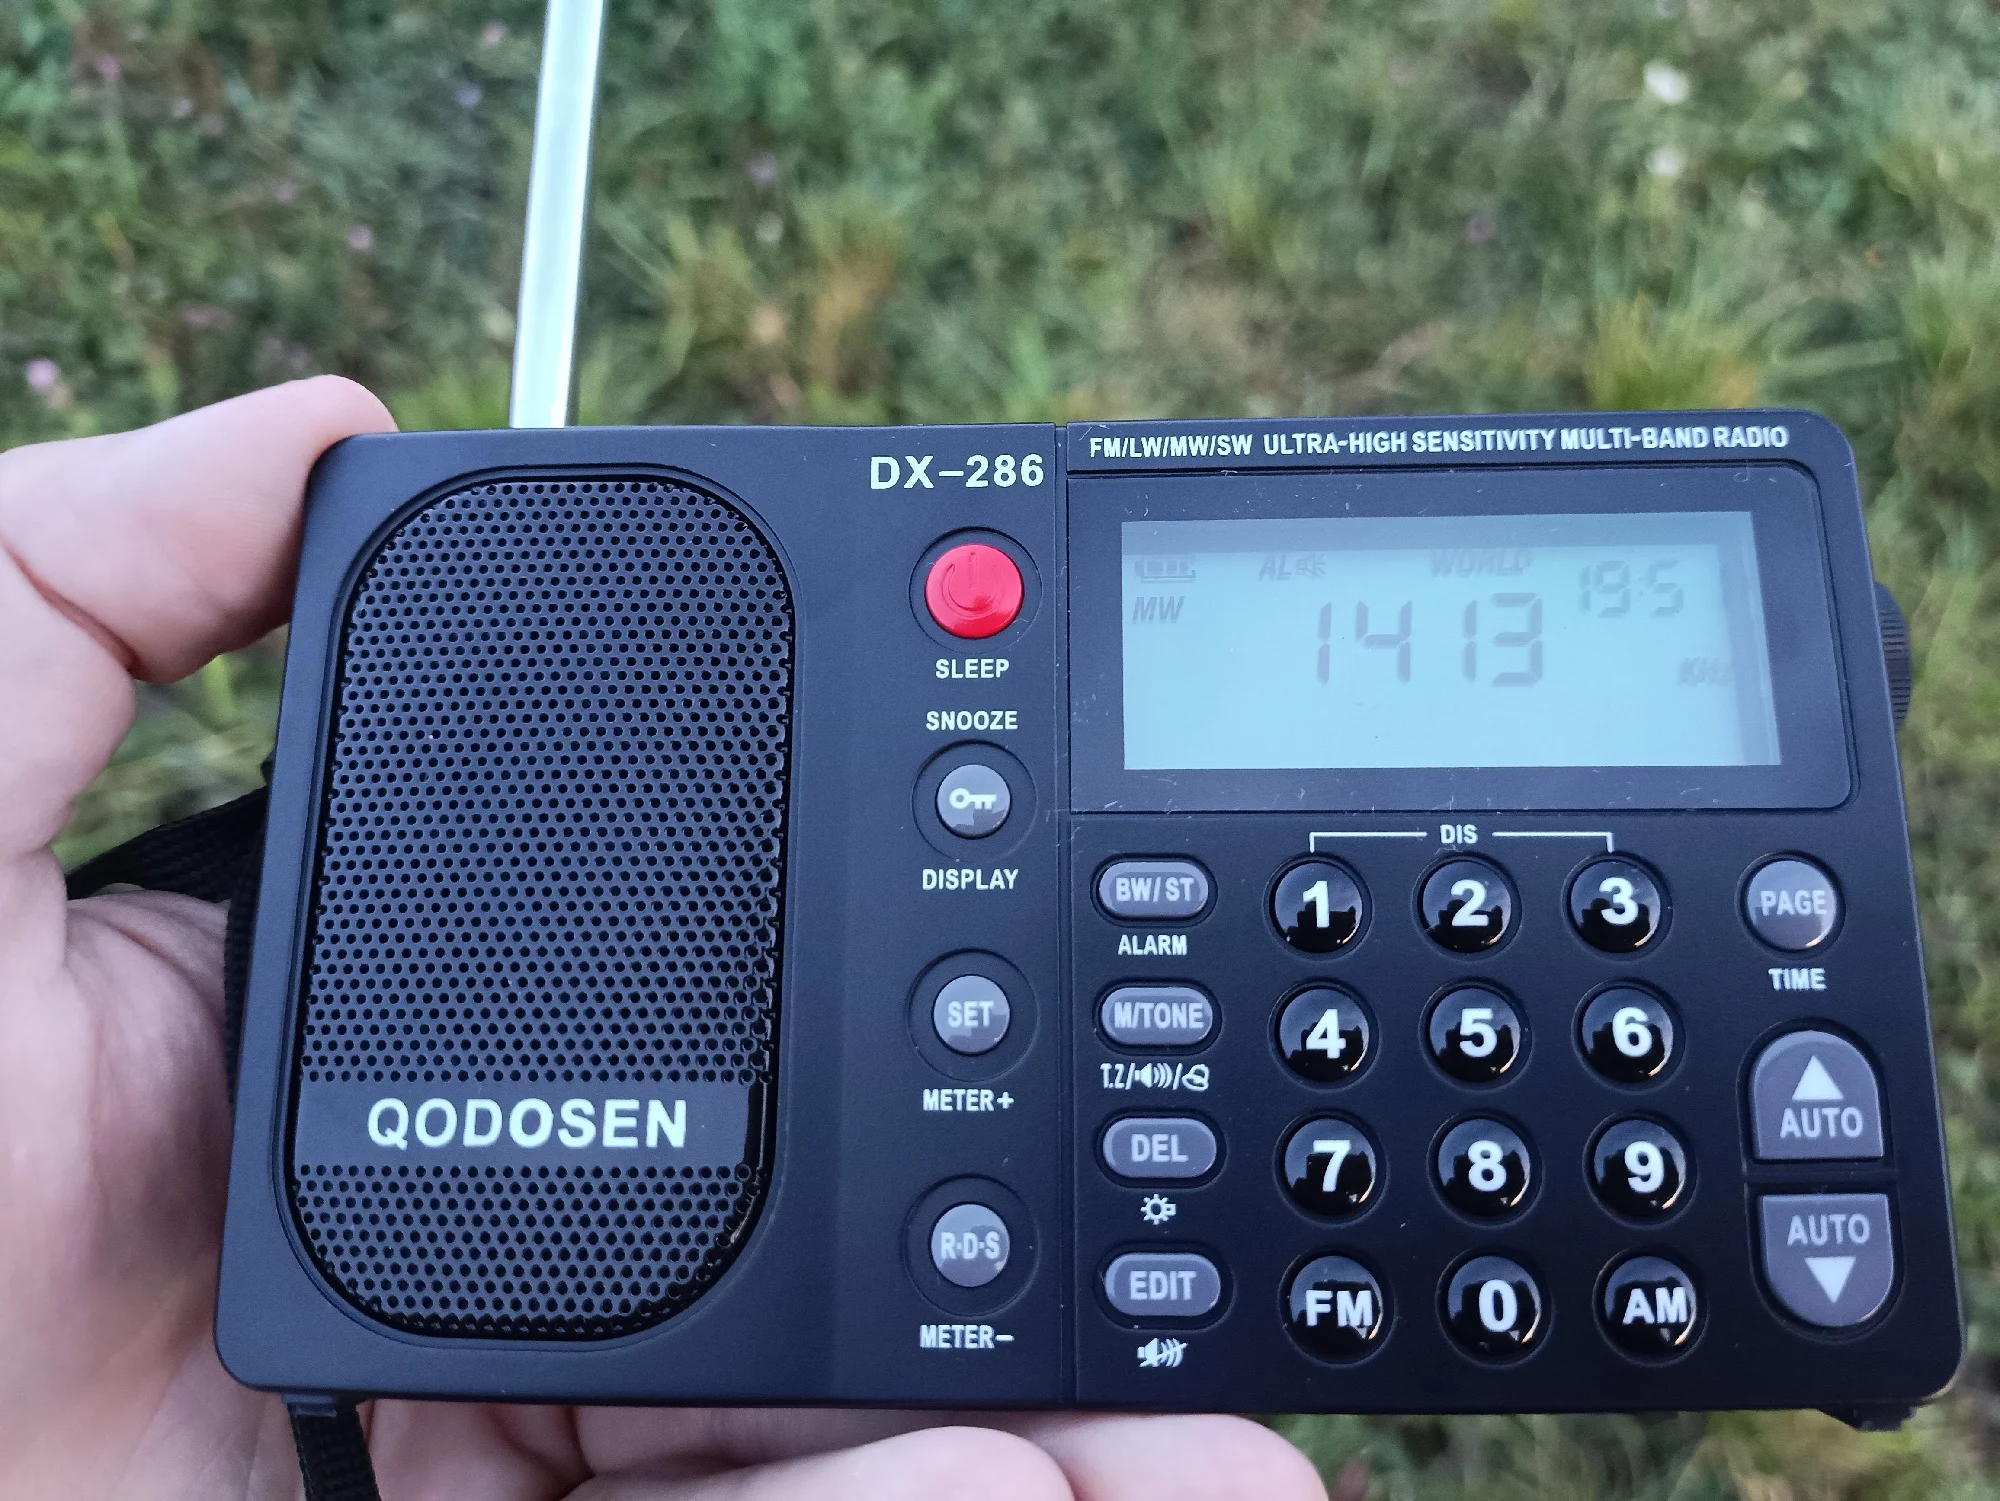 DX-286
FM/LW/MW/SW ULTRA-HIGH SENSITIVITY MULTI-BAND RADIO
AL WORLD 19:5
MW 1413
KHz
SLEEP
SNOOZE
DISPLAY
SET
METER+
R·D·S
METER-
QODOSEN
DIS
BW/ST 1 2 3 PAGE
ALARM TIME
M/TONE 4 5 6
T.Z/ / AUTO
DEL 7 8 9
AUTO
EDIT FM 0 AM